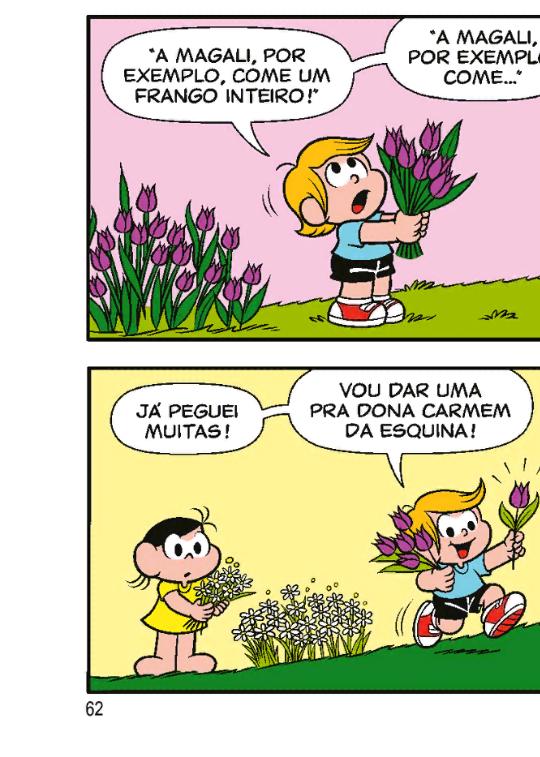 "A MAGALI, POR
EXEMPLO, COME UM
FRANGO INTEIRO!"
"A MAGALI,
POR EXEMPLO
COME..."
JÁ PEGUEI
MUITAS!
VOU DAR UMA
PRA DONA CARMEM
DA ESQUINA!
62